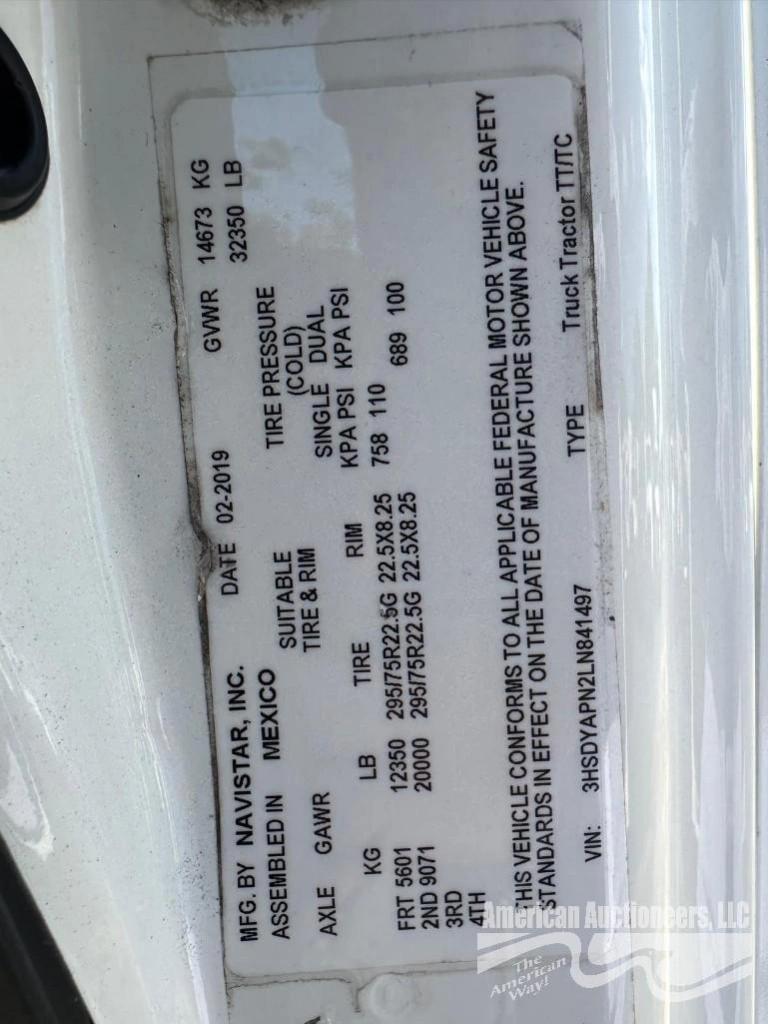 MFG. BY NAVISTAR, INC. DATE 02-2019 GVWR 14673 KG
ASSEMBLED IN MEXICO 32350 LB
SUITABLE TIRE PRESSURE
AXLE GAWR TIRE & RIM (COLD)
SINGLE DUAL
KG LB TIRE RIM KPA PSI KPA PSI
FRT 5601 12350 295/75R22.5G 22.5X8.25 758 110
2ND 9071 20000 295/75R22.5G 22.5X8.25 689 100
3RD
4TH
THIS VEHICLE CONFORMS TO ALL APPLICABLE FEDERAL MOTOR VEHICLE SAFETY
STANDARDS IN EFFECT ON THE DATE OF MANUFACTURE SHOWN ABOVE.
VIN: 3HSDYAPN2LN841497 TYPE Truck Tractor TT/TC
American Auctioneers, LLC
The
American
Way!